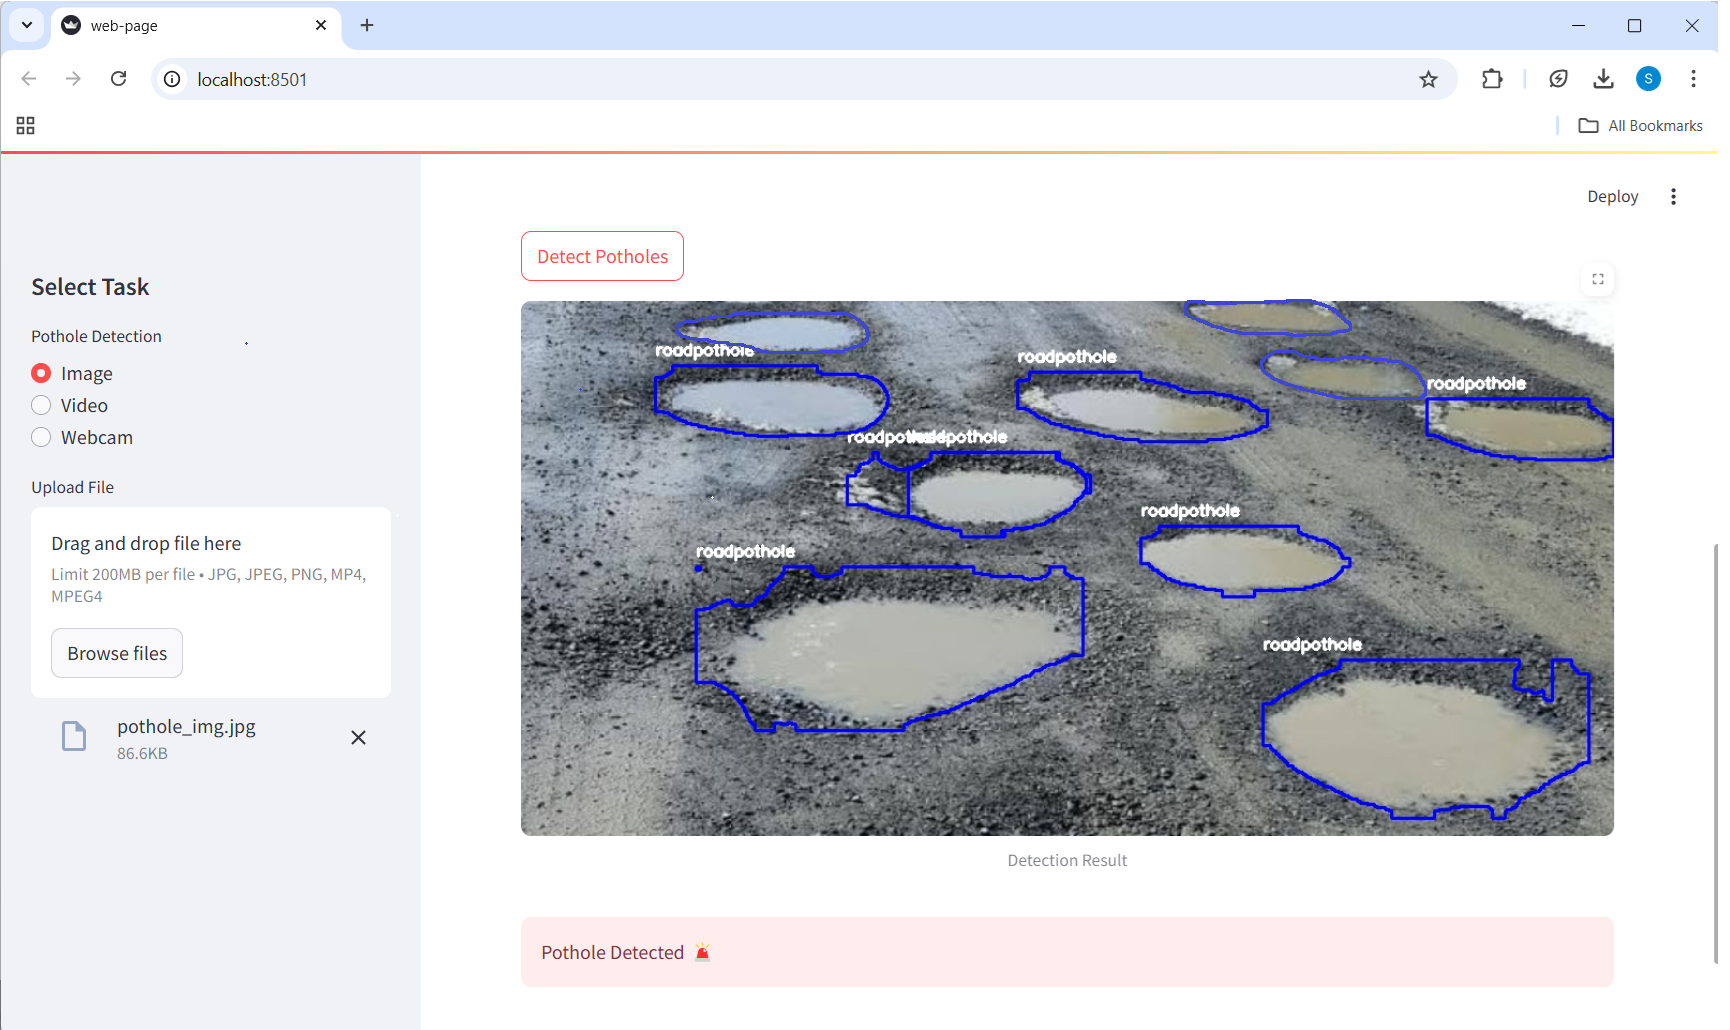 web-page
localhost:8501
S
All Bookmarks
Deploy
Select Task
Pothole Detection
Image
Video
Webcam
Upload File
Drag and drop file here
Limit 200MB per file • JPG, JPEG, PNG, MP4,
MPEG4
Browse files
pothole_img.jpg
86.6KB
Detect Potholes
roadpothole
roadpothole
roadpothole
roadpothole
roadpothole
roadpothole
roadpothole
roadpothole
Detection Result
Pothole Detected 🚨